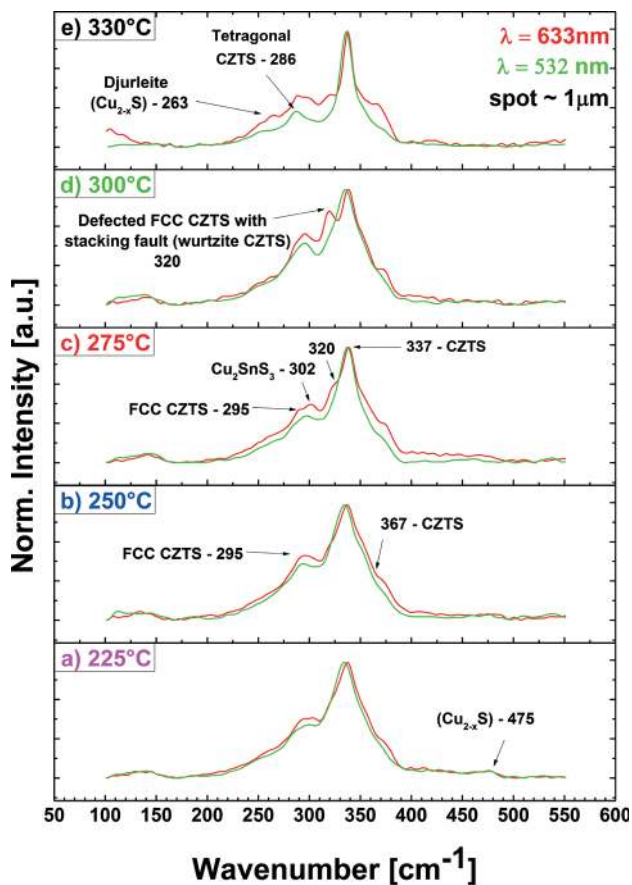 e) 330°C
Tetragonal
CZTS - 286
Djurleite
(Cu2-xS) - 263
λ = 633nm
λ = 532 nm
spot ~ 1μm
d) 300°C
Defected FCC CZTS with
stacking fault (wurtzite CZTS)
320
c) 275°C
320
337 - CZTS
Cu2SnS3 - 302
FCC CZTS - 295
b) 250°C
FCC CZTS - 295
367 - CZTS
a) 225°C
(Cu2-xS) - 475
Norm. Intensity [a.u.]
50 100 150 200 250 300 350 400 450 500 550 600
Wavenumber [cm-1]